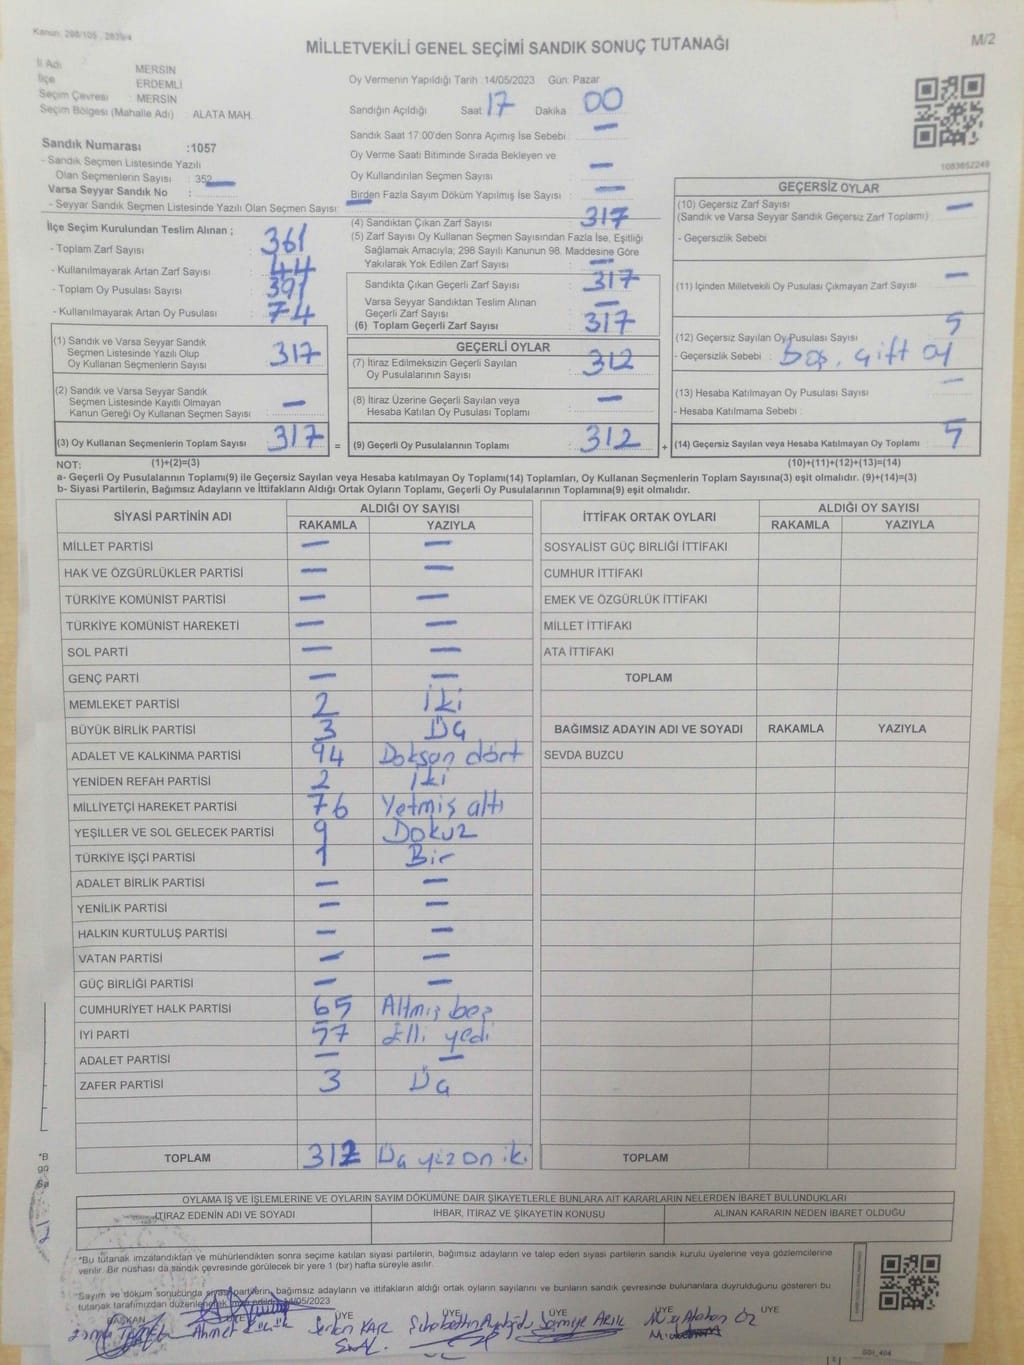 Kanun: 298/105 , 2839/4
MİLLETVEKİLİ GENEL SEÇİMİ SANDIK SONUÇ TUTANAĞI
M/2
İl Adı : MERSİN
İlçe : ERDEMLİ
Seçim Çevresi : MERSİN
Seçim Bölgesi (Mahalle Adı) : ALATA MAH.
Oy Vermenin Yapıldığı Tarih : 14/05/2023 Gün: Pazar
Sandığın Açıldığı Saat 17 Dakika 00
Sandık Saat 17:00'den Sonra Açımış İse Sebebi : —
Oy Verme Saati Bitiminde Sırada Bekleyen ve
Oy Kullandırılan Seçmen Sayısı : —
Birden Fazla Sayım Döküm Yapılmış İse Sayısı : —
1083852249
Sandık Numarası :1057
- Sandık Seçmen Listesinde Yazılı
Olan Seçmenlerin Sayısı : 352
Varsa Seyyar Sandık No :
- Seyyar Sandık Seçmen Listesinde Yazılı Olan Seçmen Sayısı: —
İlçe Seçim Kurulundan Teslim Alınan ;
- Toplam Zarf Sayısı : 361
- Kullanılmayarak Artan Zarf Sayısı : 44
- Toplam Oy Pusulası Sayısı : 391
- Kullanılmayarak Artan Oy Pusulası : 74
(1) Sandık ve Varsa Seyyar Sandık
Seçmen Listesinde Yazılı Olup
Oy Kullanan Seçmenlerin Sayısı : 317
(2) Sandık ve Varsa Seyyar Sandık
Seçmen Listesinde Kayıtlı Olmayan
Kanun Gereği Oy Kullanan Seçmen Sayısı : —
(3) Oy Kullanan Seçmenlerin Toplam Sayısı : 317 =
(4) Sandıktan Çıkan Zarf Sayısı : 317
(5) Zarf Sayısı Oy Kullanan Seçmen Sayısından Fazla İse, Eşitliği
Sağlamak Amacıyla, 298 Sayılı Kanunun 98. Maddesine Göre
Yakılarak Yok Edilen Zarf Sayısı : —
Sandıkta Çıkan Geçerli Zarf Sayısı : 317
Varsa Seyyar Sandıktan Teslim Alınan
Geçerli Zarf Sayısı : —
(6) Toplam Geçerli Zarf Sayısı : 317
GEÇERLİ OYLAR
(7) İtiraz Edilmeksizin Geçerli Sayılan
Oy Pusulalarının Sayısı : 312
(8) İtiraz Üzerine Geçerli Sayılan veya
Hesaba Katılan Oy Pusulası Toplamı : —
(9) Geçerli Oy Pusulalarının Toplamı : 312 +
GEÇERSİZ OYLAR
(10) Geçersiz Zarf Sayısı : —
(Sandık ve Varsa Seyyar Sandık Geçersiz Zarf Toplamı)
- Geçersizlik Sebebi :
(11) İçinden Milletvekili Oy Pusulası Çıkmayan Zarf Sayısı : —
(12) Geçersiz Sayılan Oy Pusulası Sayısı : 5
- Geçersizlik Sebebi : boş, çift oy
(13) Hesaba Katılmayan Oy Pusulası Sayısı : —
- Hesaba Katılmama Sebebi :
(14) Geçersiz Sayılan veya Hesaba Katılmayan Oy Toplamı : 5
NOT: (1)+(2)=(3) (10)+(11)+(12)+(13)=(14)
a- Geçerli Oy Pusulalarının Toplamı(9) ile Geçersiz Sayılan veya Hesaba katılmayan Oy Toplamı(14) Toplamları, Oy Kullanan Seçmenlerin Toplam Sayısına(3) eşit olmalıdır. (9)+(14)=(3)
b- Siyasi Partilerin, Bağımsız Adayların ve İttifakların Aldığı Ortak Oyların Toplamı, Geçerli Oy Pusulalarının Toplamına(9) eşit olmalıdır.
SİYASİ PARTİNİN ADI ALDIĞI OY SAYISI
RAKAMLA YAZIYLA
MİLLET PARTİSİ — —
HAK VE ÖZGÜRLÜKLER PARTİSİ — —
TÜRKİYE KOMÜNİST PARTİSİ — —
TÜRKİYE KOMÜNİST HAREKETİ — —
SOL PARTİ — —
GENÇ PARTİ — —
MEMLEKET PARTİSİ 2 İki
BÜYÜK BİRLİK PARTİSİ 3 Üç
ADALET VE KALKINMA PARTİSİ 94 Doksan dört
YENİDEN REFAH PARTİSİ 2 İki
MİLLİYETÇİ HAREKET PARTİSİ 76 Yetmiş altı
YEŞİLLER VE SOL GELECEK PARTİSİ 9 Dokuz
TÜRKİYE İŞÇİ PARTİSİ 1 Bir
ADALET BİRLİK PARTİSİ — —
YENİLİK PARTİSİ — —
HALKIN KURTULUŞ PARTİSİ — —
VATAN PARTİSİ — —
GÜÇ BİRLİĞİ PARTİSİ — —
CUMHURİYET HALK PARTİSİ 65 Altmış beş
İYİ PARTİ 57 Elli yedi
ADALET PARTİSİ — —
ZAFER PARTİSİ 3 Üç
TOPLAM 312 Üç yüz on iki
İTTİFAK ORTAK OYLARI ALDIĞI OY SAYISI
RAKAMLA YAZIYLA
SOSYALİST GÜÇ BİRLİĞİ İTTİFAKI
CUMHUR İTTİFAKI
EMEK VE ÖZGÜRLÜK İTTİFAKI
MİLLET İTTİFAKI
ATA İTTİFAKI
TOPLAM
BAĞIMSIZ ADAYIN ADI VE SOYADI RAKAMLA YAZIYLA
SEVDA BUZCU
TOPLAM
OYLAMA İŞ VE İŞLEMLERİNE VE OYLARIN SAYIM DÖKÜMÜNE DAİR ŞİKAYETLERLE BUNLARA AİT KARARLARIN NELERDEN İBARET BULUNDUKLARI
İTİRAZ EDENİN ADI VE SOYADI İHBAR, İTİRAZ VE ŞİKAYETİN KONUSU ALINAN KARARIN NEDEN İBARET OLDUĞU
*Bu tutanak imzalandıktan ve mühürlendikten sonra seçime katılan siyasi partilerin, bağımsız adayların ve talep eden siyasi partilerin sandık kurulu üyelerine veya gözlemcilerine
verilir. Bir nüshası da sandık çevresinde görülecek bir yere 1 (bir) hafta süreyle asılır.
*Sayım ve döküm sonucunda siyasi partilerin, bağımsız adayların ve ittifakların aldığı ortak oyların sayılarını ve bunların sandık çevresinde bulunanlara duyrulduğunu gösteren bu
tutanak tarafımızdan düzenlenerek /05/2023
BAŞKAN ÜYE ÜYE ÜYE ÜYE ÜYE
Ahmet Serkan KAR